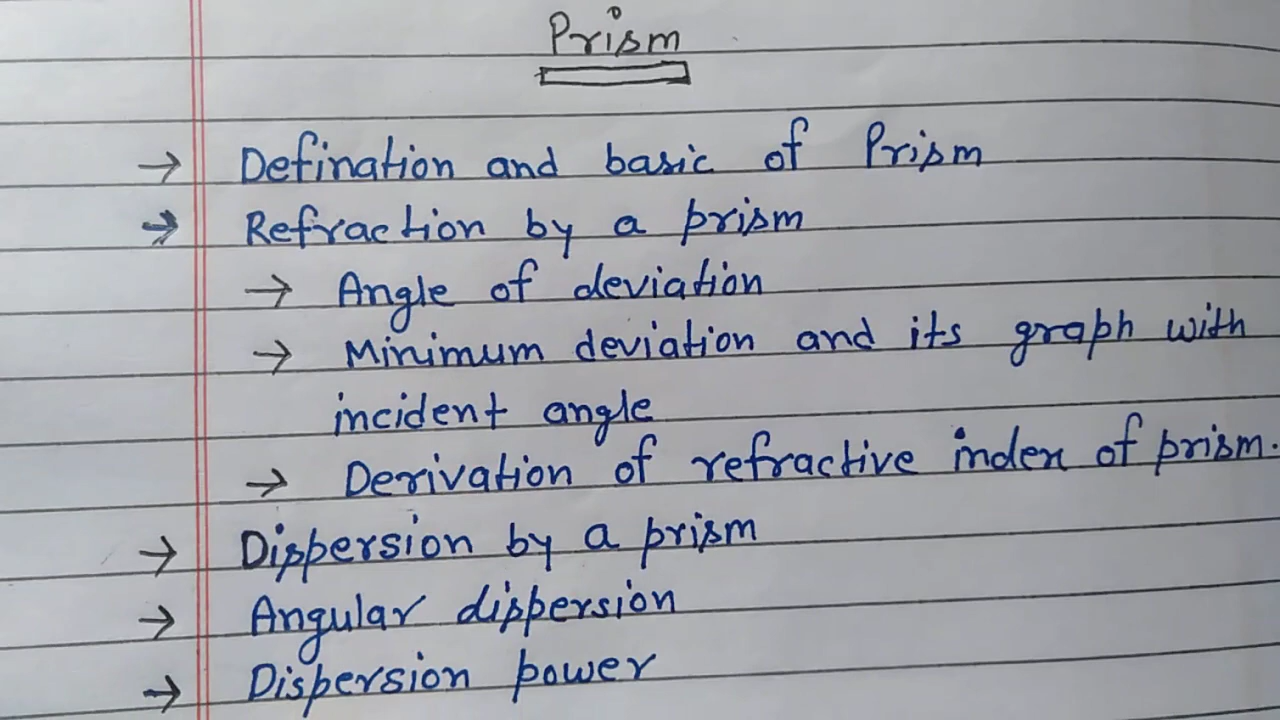 Prism
→ Defination and basic of Prism
→ Refraction by a prism
→ Angle of deviation
→ Minimum deviation and its graph with
incident angle
→ Derivation of refractive index of prism.
→ Dispersion by a prism
→ Angular dispersion
→ Dispersion power